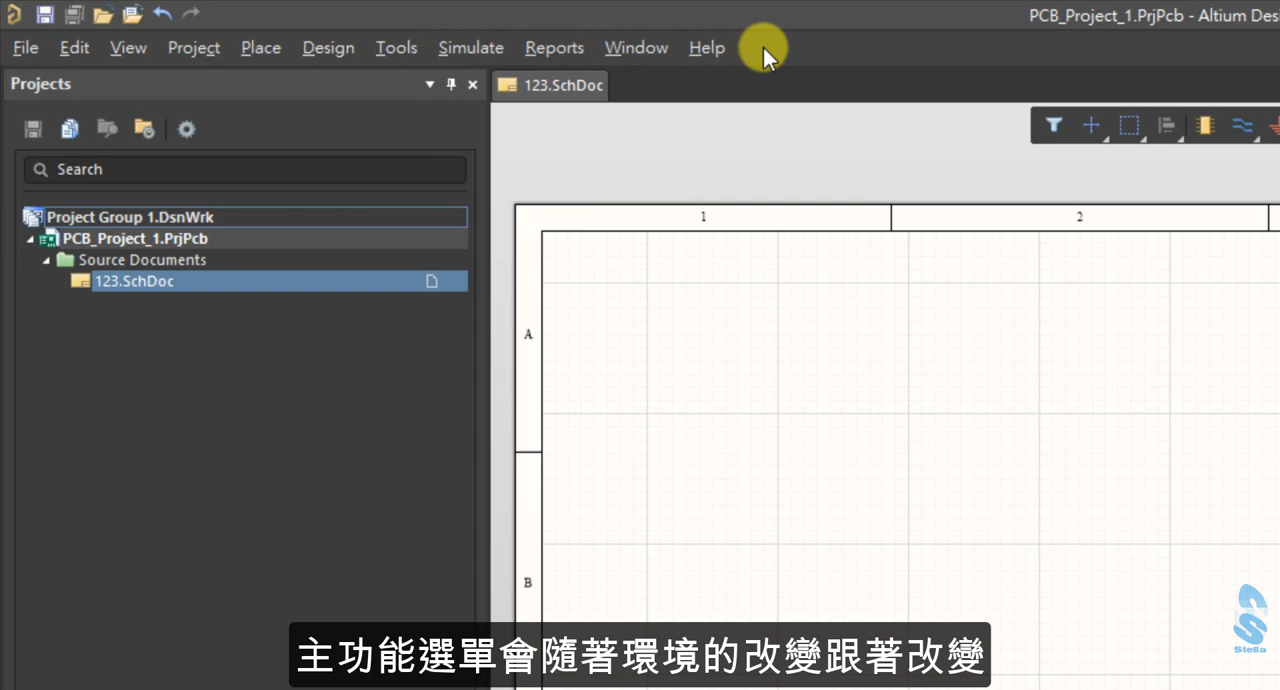 PCB_Project_1.PrjPcb - Altium Des
File Edit View Project Place Design Tools Simulate Reports Window Help
Projects
123.SchDoc
Search
Project Group 1.DsnWrk
PCB_Project_1.PrjPcb
Source Documents
123.SchDoc
1 2
A
B
主功能選單會隨著環境的改變跟著改變
Stella